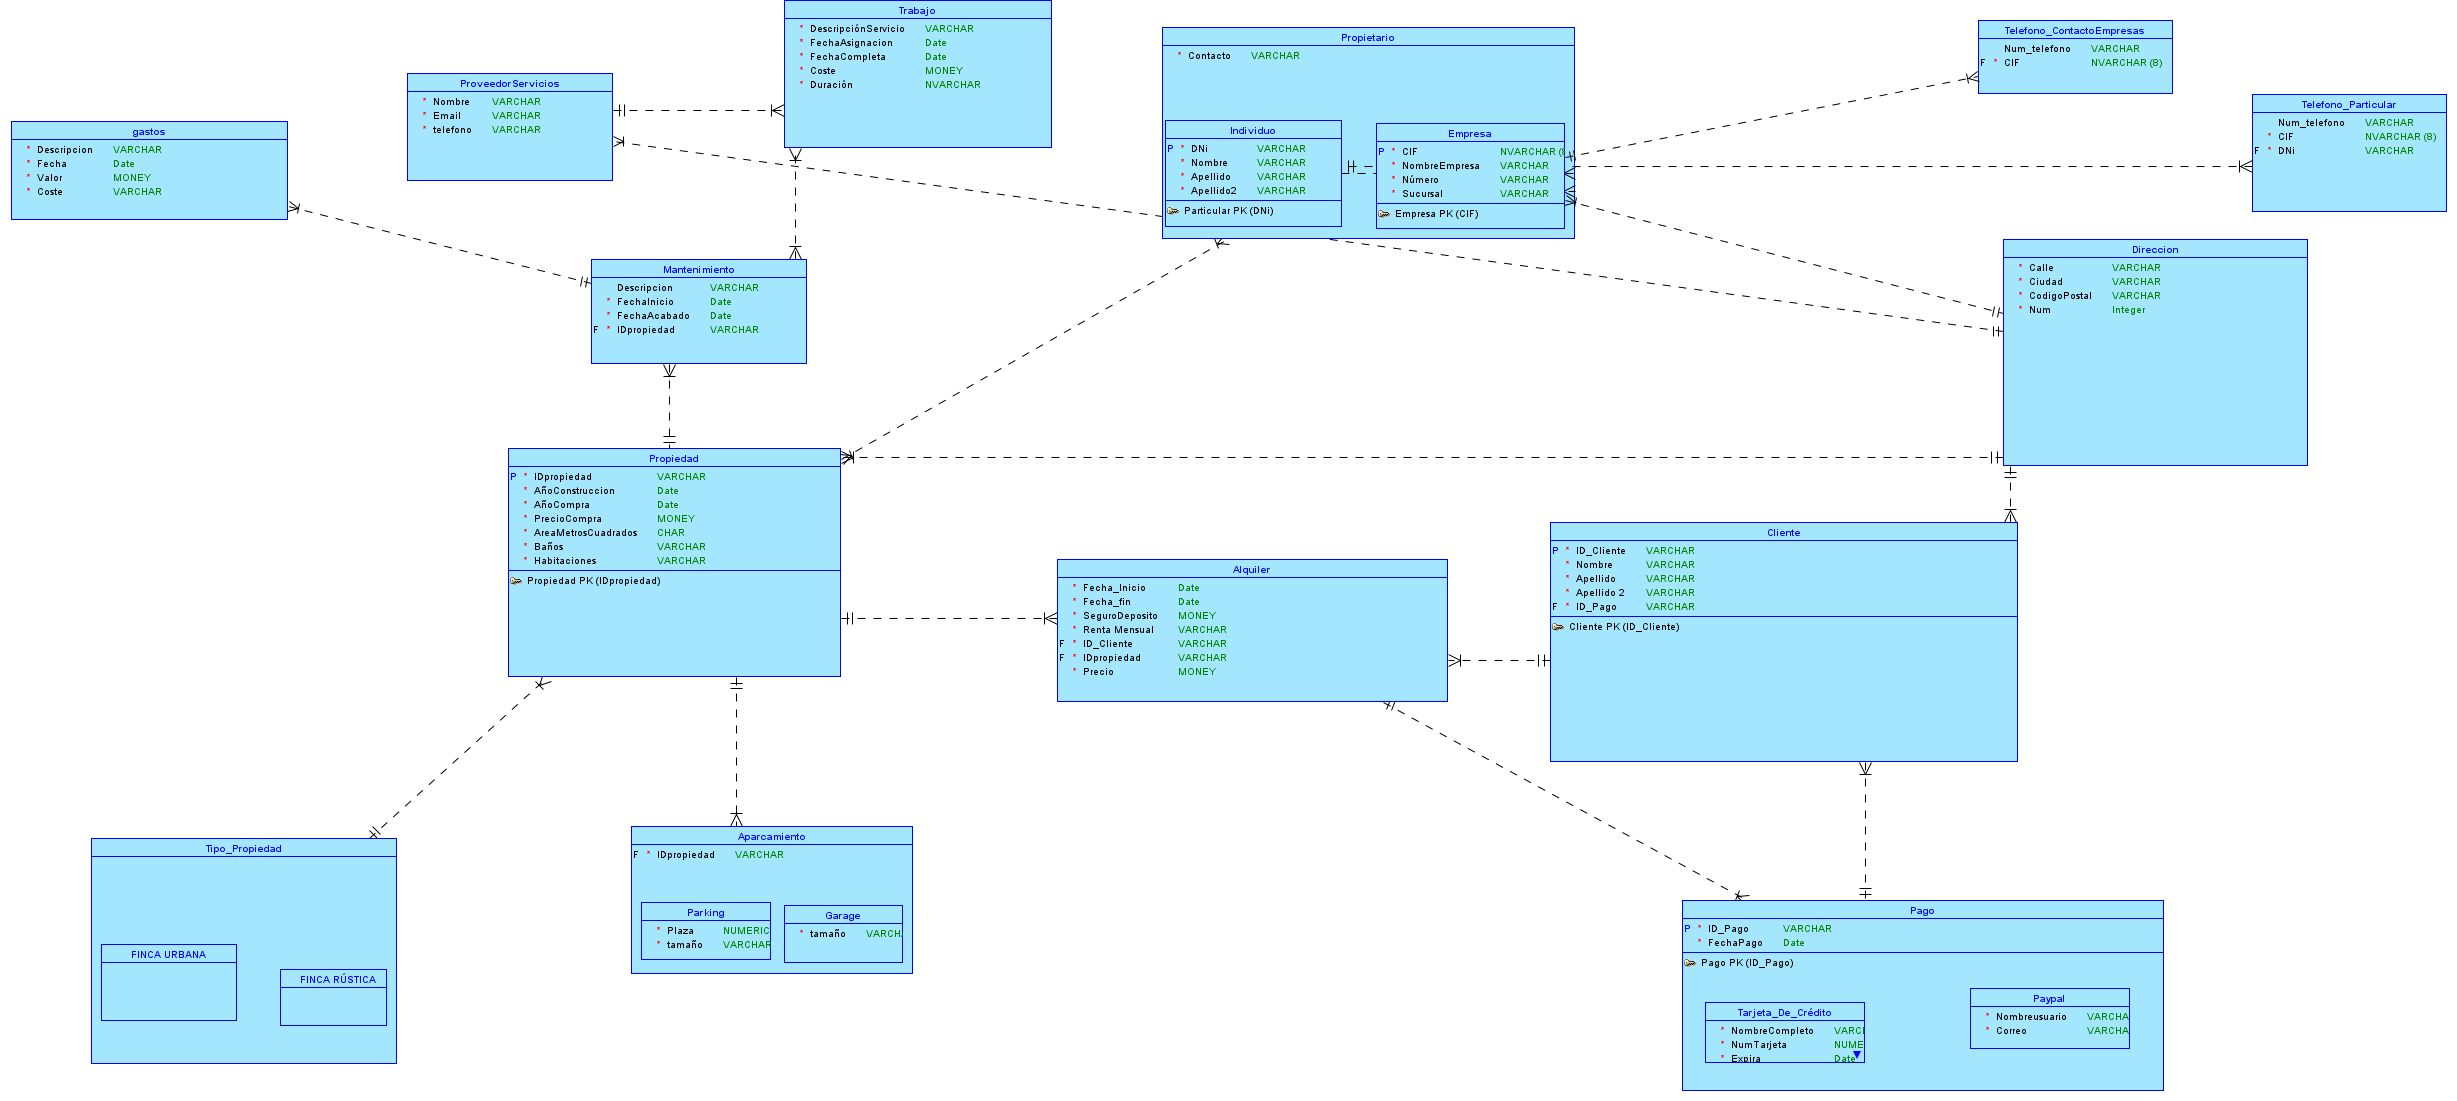 Trabajo
* DescripciónServicio VARCHAR
* FechaAsignacion Date
* FechaCompleta Date
* Coste MONEY
* Duración NVARCHAR
Propietario
* Contacto VARCHAR
Individuo
P * DNi VARCHAR
* Nombre VARCHAR
* Apellido VARCHAR
* Apellido2 VARCHAR
Particular PK (DNi)
Empresa
P * CIF NVARCHAR (8
* NombreEmpresa VARCHAR
* Número VARCHAR
* Sucursal VARCHAR
Empresa PK (CIF)
Telefono_ContactoEmpresas
Num_telefono VARCHAR
F * CIF NVARCHAR (8)
Telefono_Particular
Num_telefono VARCHAR
* CIF NVARCHAR (8)
F * DNi VARCHAR
ProveedorServicios
* Nombre VARCHAR
* Email VARCHAR
* telefono VARCHAR
gastos
* Descripcion VARCHAR
* Fecha Date
* Valor MONEY
* Coste VARCHAR
Mantenimiento
Descripcion VARCHAR
* FechaInicio Date
* FechaAcabado Date
F * IDpropiedad VARCHAR
Direccion
* Calle VARCHAR
* Ciudad VARCHAR
* CodigoPostal VARCHAR
* Num Integer
Propiedad
P * IDpropiedad VARCHAR
* AñoConstruccion Date
* AñoCompra Date
* PrecioCompra MONEY
* AreaMetrosCuadrados CHAR
* Baños VARCHAR
* Habitaciones VARCHAR
Propiedad PK (IDpropiedad)
Alquiler
* Fecha_Inicio Date
* Fecha_fin Date
* SeguroDeposito MONEY
* Renta Mensual VARCHAR
F * ID_Cliente VARCHAR
F * IDpropiedad VARCHAR
* Precio MONEY
Cliente
P * ID_Cliente VARCHAR
* Nombre VARCHAR
* Apellido VARCHAR
* Apellido 2 VARCHAR
F * ID_Pago VARCHAR
Cliente PK (ID_Cliente)
Tipo_Propiedad
FINCA URBANA
FINCA RÚSTICA
Aparcamiento
F * IDpropiedad VARCHAR
Parking
* Plaza NUMERIC
* tamaño VARCHAR
Garage
* tamaño VARCH
Pago
P * ID_Pago VARCHAR
* FechaPago Date
Pago PK (ID_Pago)
Tarjeta_De_Crédito
* NombreCompleto VARC
* NumTarjeta NUME
* Expira Date
Paypal
* Nombreusuario VARCHA
* Correo VARCHA